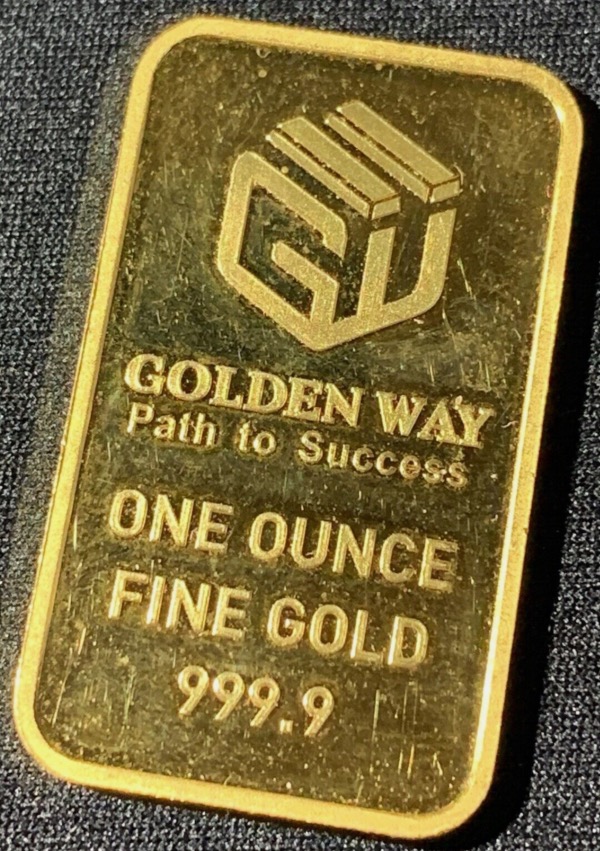 GOLDEN WAY
Path to Success
ONE OUNCE
FINE GOLD
999.9